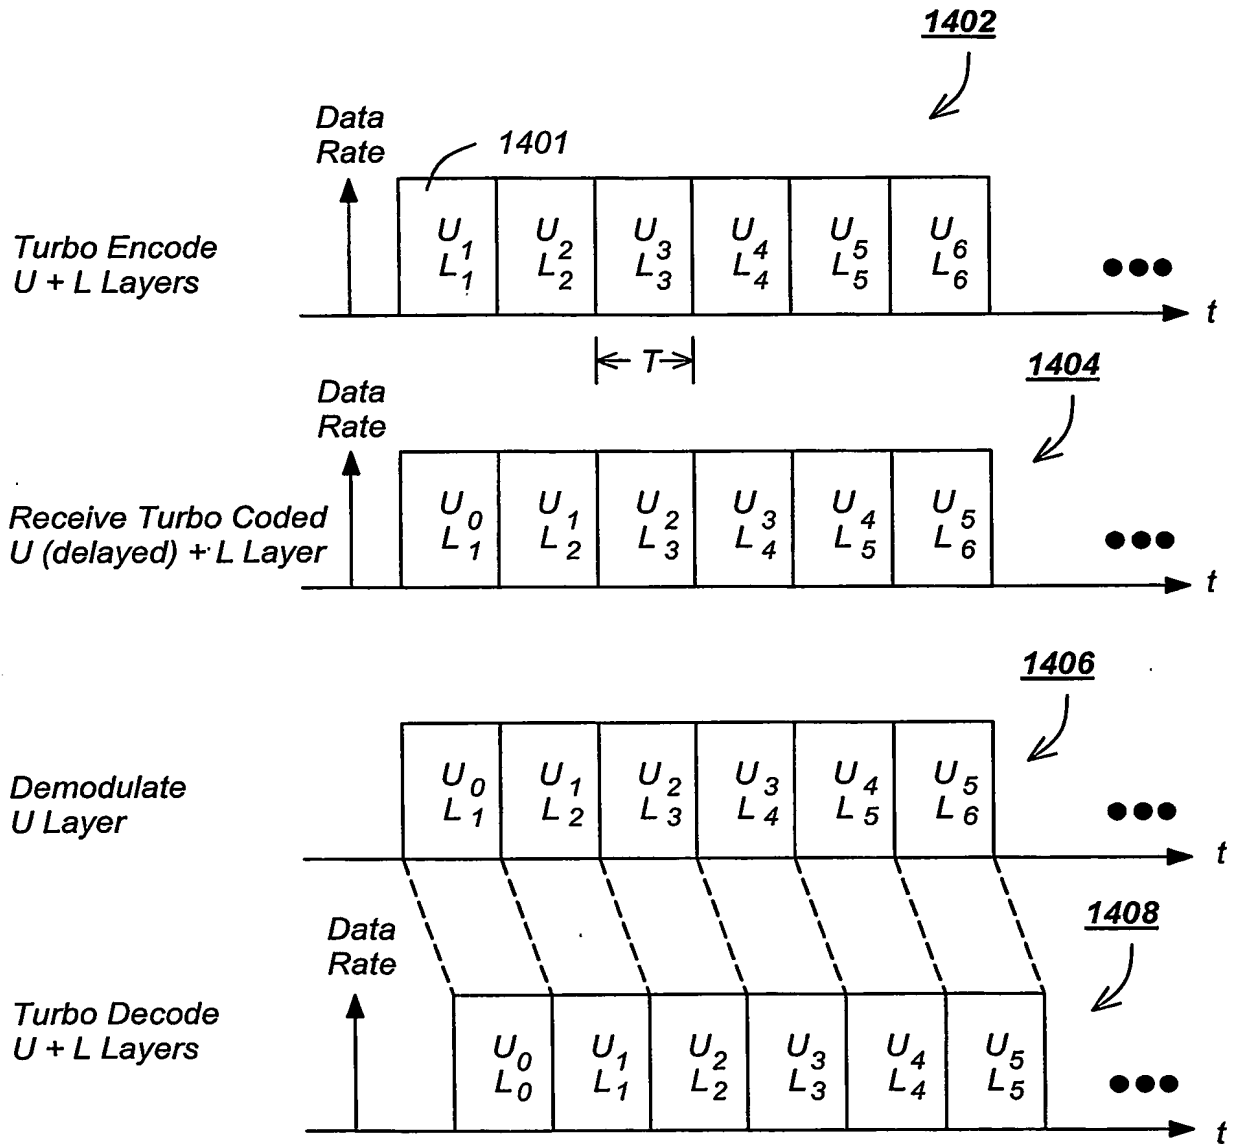 1402
Data
Rate
1401
Turbo Encode
U + L Layers
U1 U2 U3 U4 U5 U6
L1 L2 L3 L4 L5 L6
t
T
1404
Data
Rate
Receive Turbo Coded
U (delayed) + L Layer
U0 U1 U2 U3 U4 U5
L1 L2 L3 L4 L5 L6
t
1406
Demodulate
U Layer
U0 U1 U2 U3 U4 U5
L1 L2 L3 L4 L5 L6
t
1408
Data
Rate
Turbo Decode
U + L Layers
U0 U1 U2 U3 U4 U5
L0 L1 L2 L3 L4 L5
t